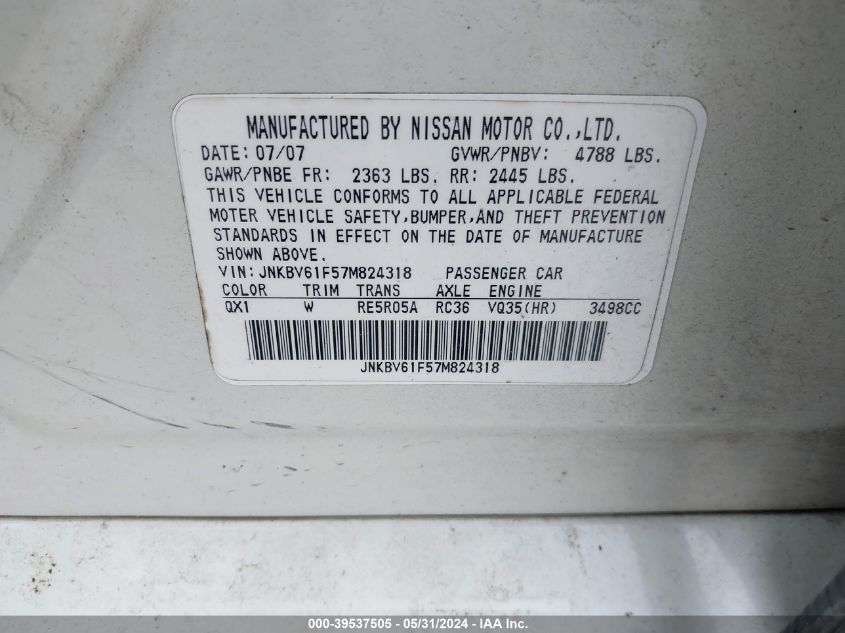 MANUFACTURED BY NISSAN MOTOR CO.,LTD.
DATE: 07/07 GVWR/PNBV: 4788 LBS.
GAWR/PNBE FR: 2363 LBS. RR: 2445 LBS.
THIS VEHICLE CONFORMS TO ALL APPLICABLE FEDERAL
MOTER VEHICLE SAFETY,BUMPER,AND THEFT PREVENTION
STANDARDS IN EFFECT ON THE DATE OF MANUFACTURE
SHOWN ABOVE.
VIN: JNKBV61F57M824318 PASSENGER CAR
COLOR TRIM TRANS AXLE ENGINE
QX1 W RE5R05A RC36 VQ35(HR) 3498CC
JNKBV61F57M824318
000-39537505 - 05/31/2024 - IAA Inc.